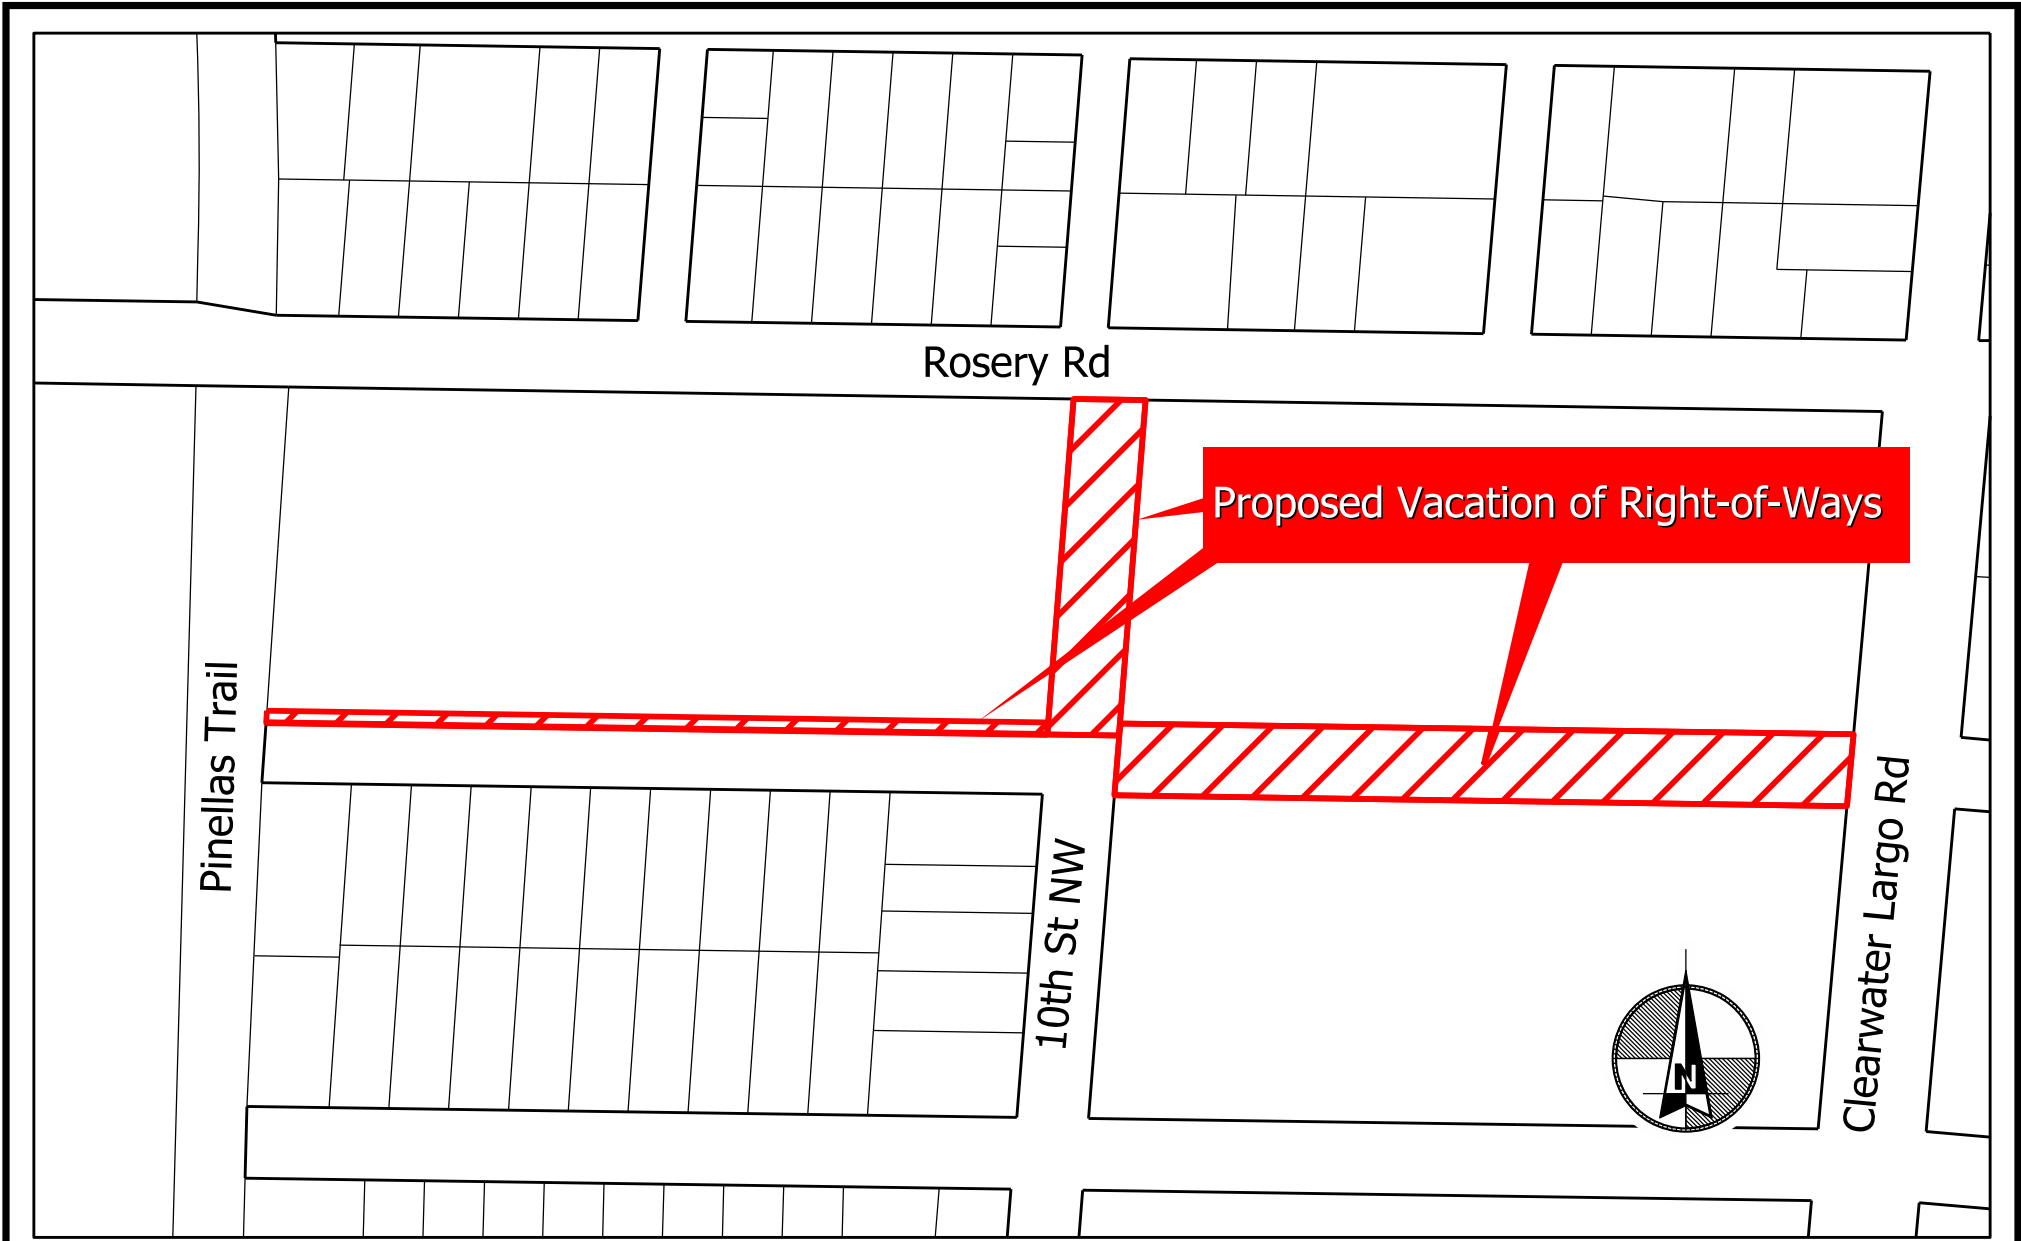 Rosery Rd
Proposed Vacation of Right-of-Ways
Pinellas Trail
10th St NW
Clearwater Largo Rd
N